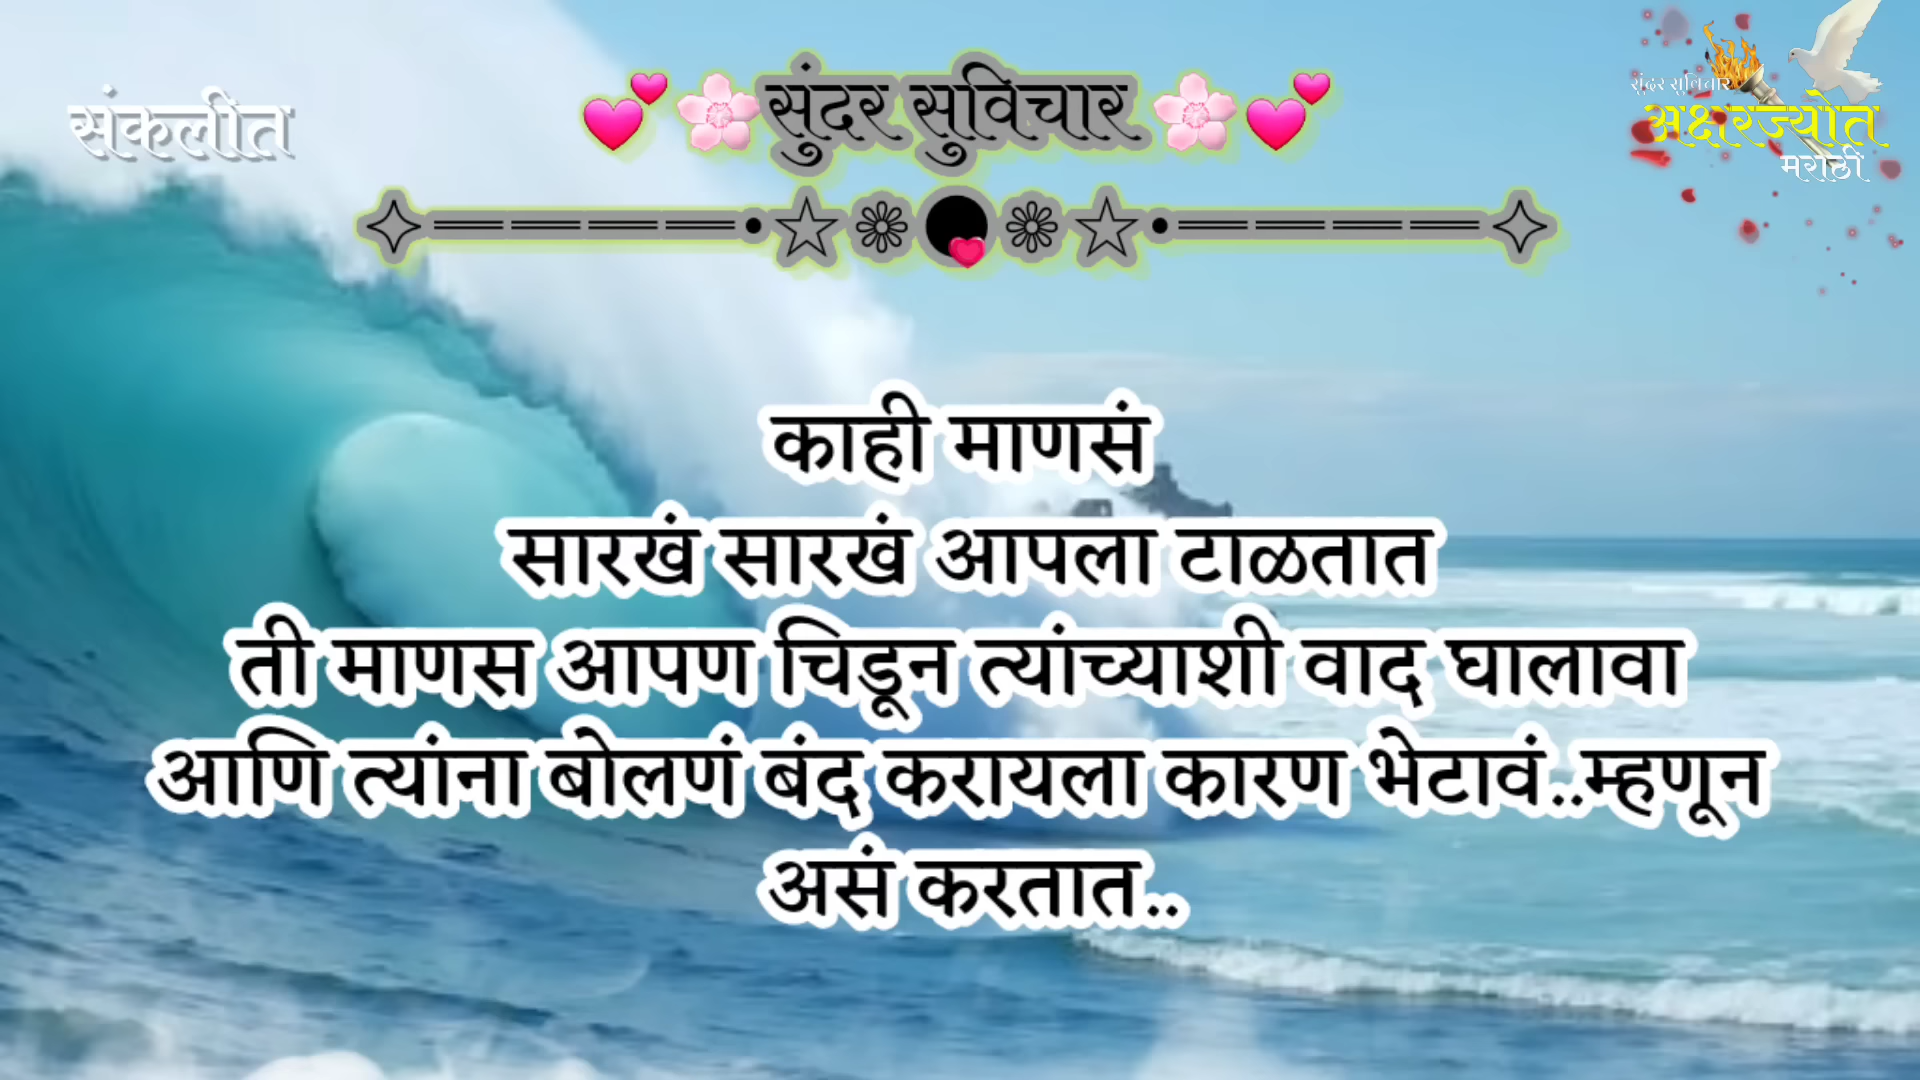 संकलीत
💕🌸सुंदर सुविचार🌸💕
✧═════•☆❁⚫❁☆•═════✧
सुंदर सुविचार
अक्षरज्योत
मराठी
काही माणसं
सारखं सारखं आपला टाळतात
ती माणस आपण चिडून त्यांच्याशी वाद घालावा
आणि त्यांना बोलणं बंद करायला कारण भेटावं..म्हणून
असं करतात..